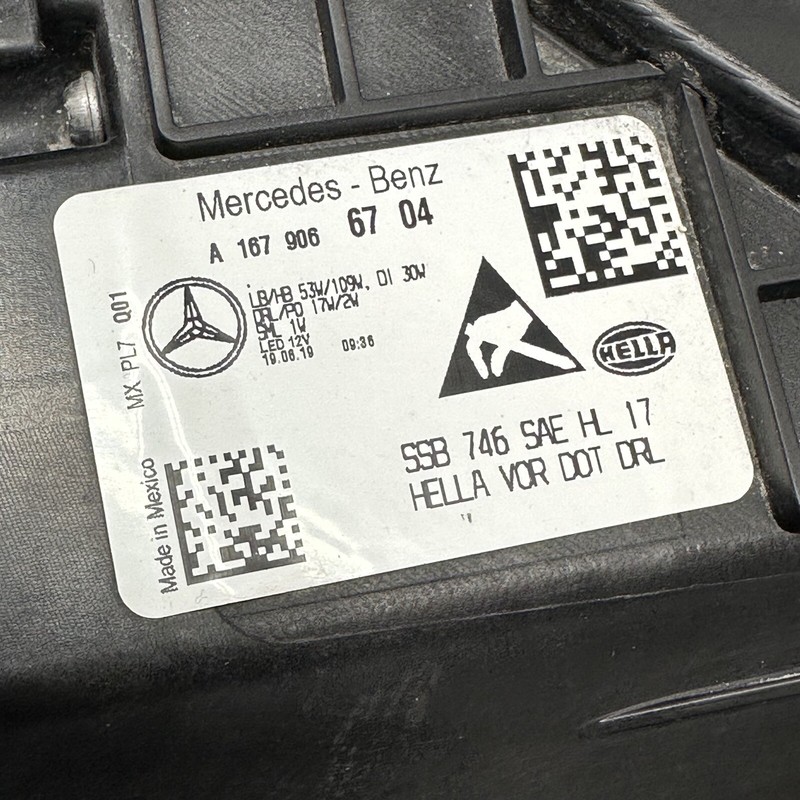 Mercedes - Benz
A 167 906 67 04
LB/HB 53W/109W, DI 30W
DRL/PO 17W/2W
SML 1W
LED 12V
19.06.19 09:36
MX PL7 Q01
HELLA
SSB 746 SAE HL 17
HELLA VOR DOT DRL
Made in Mexico